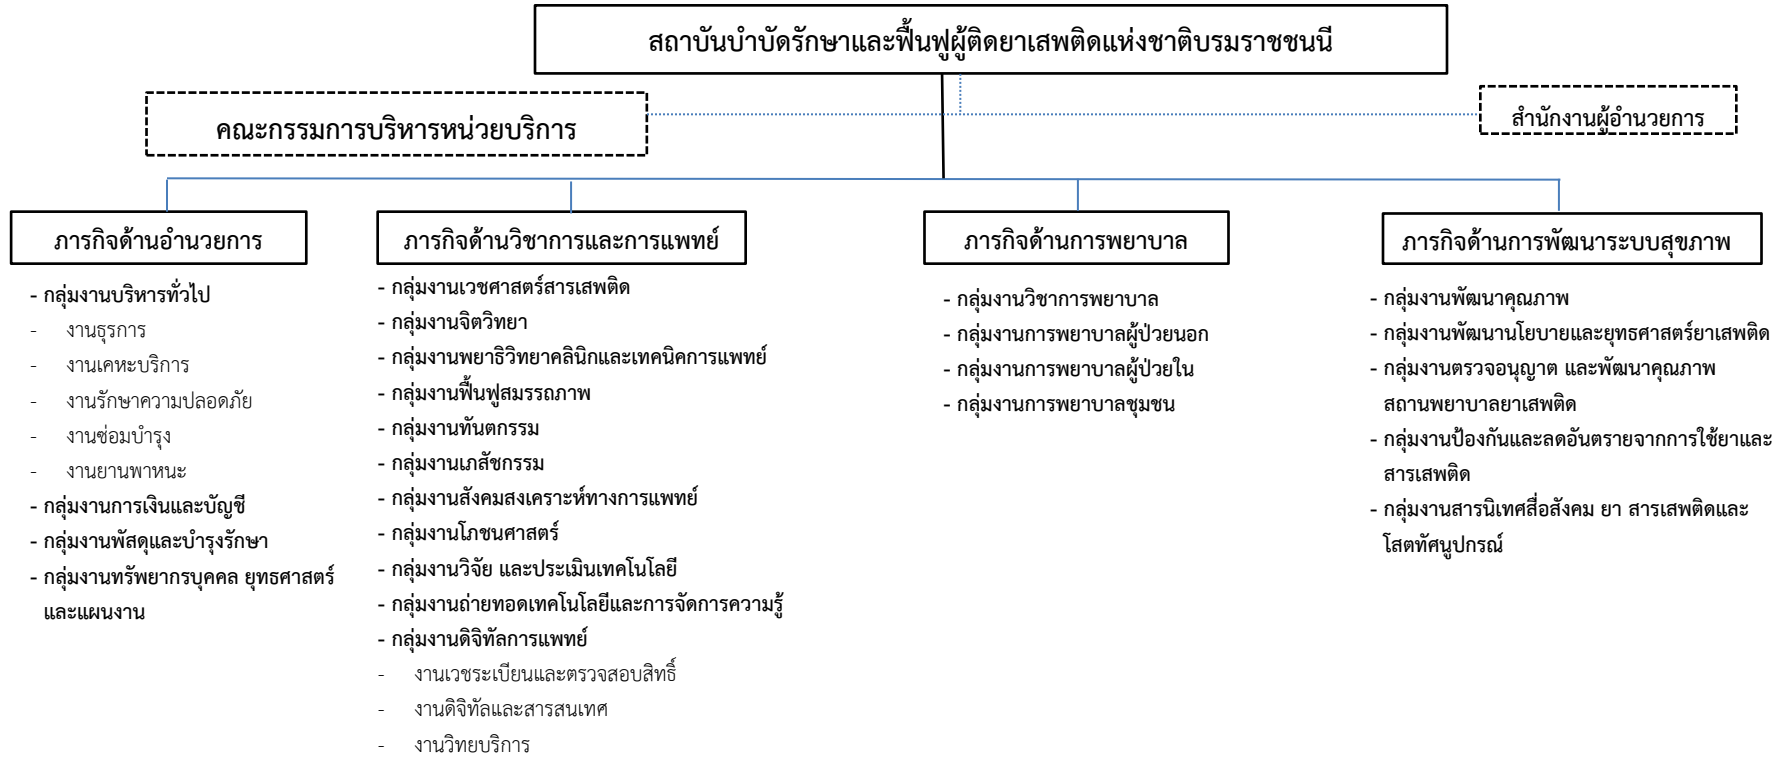 สถาบันบำบัดรักษาและฟื้นฟูผู้ติดยาเสพติดแห่งชาติบรมราชชนนี
คณะกรรมการบริหารหน่วยบริการ
สำนักงานผู้อำนวยการ
ภารกิจด้านอำนวยการ
- กลุ่มงานบริหารทั่วไป
- งานธุรการ
- งานเคหะบริการ
- งานรักษาความปลอดภัย
- งานซ่อมบำรุง
- งานยานพาหนะ
- กลุ่มงานการเงินและบัญชี
- กลุ่มงานพัสดุและบำรุงรักษา
- กลุ่มงานทรัพยากรบุคคล ยุทธศาสตร์
และแผนงาน
ภารกิจด้านวิชาการและการแพทย์
- กลุ่มงานเวชศาสตร์สารเสพติด
- กลุ่มงานจิตวิทยา
- กลุ่มงานพยาธิวิทยาคลินิกและเทคนิคการแพทย์
- กลุ่มงานฟื้นฟูสมรรถภาพ
- กลุ่มงานทันตกรรม
- กลุ่มงานเภสัชกรรม
- กลุ่มงานสังคมสงเคราะห์ทางการแพทย์
- กลุ่มงานโภชนศาสตร์
- กลุ่มงานวิจัย และประเมินเทคโนโลยี
- กลุ่มงานถ่ายทอดเทคโนโลยีและการจัดการความรู้
- กลุ่มงานดิจิทัลการแพทย์
- งานเวชระเบียนและตรวจสอบสิทธิ์
- งานดิจิทัลและสารสนเทศ
- งานวิทยบริการ
ภารกิจด้านการพยาบาล
- กลุ่มงานวิชาการพยาบาล
- กลุ่มงานการพยาบาลผู้ป่วยนอก
- กลุ่มงานการพยาบาลผู้ป่วยใน
- กลุ่มงานการพยาบาลชุมชน
ภารกิจด้านการพัฒนาระบบสุขภาพ
- กลุ่มงานพัฒนาคุณภาพ
- กลุ่มงานพัฒนานโยบายและยุทธศาสตร์ยาเสพติด
- กลุ่มงานตรวจอนุญาต และพัฒนาคุณภาพ
สถานพยาบาลยาเสพติด
- กลุ่มงานป้องกันและลดอันตรายจากการใช้ยาและ
สารเสพติด
- กลุ่มงานสารนิเทศสื่อสังคม ยา สารเสพติดและ
โสตทัศนูปกรณ์